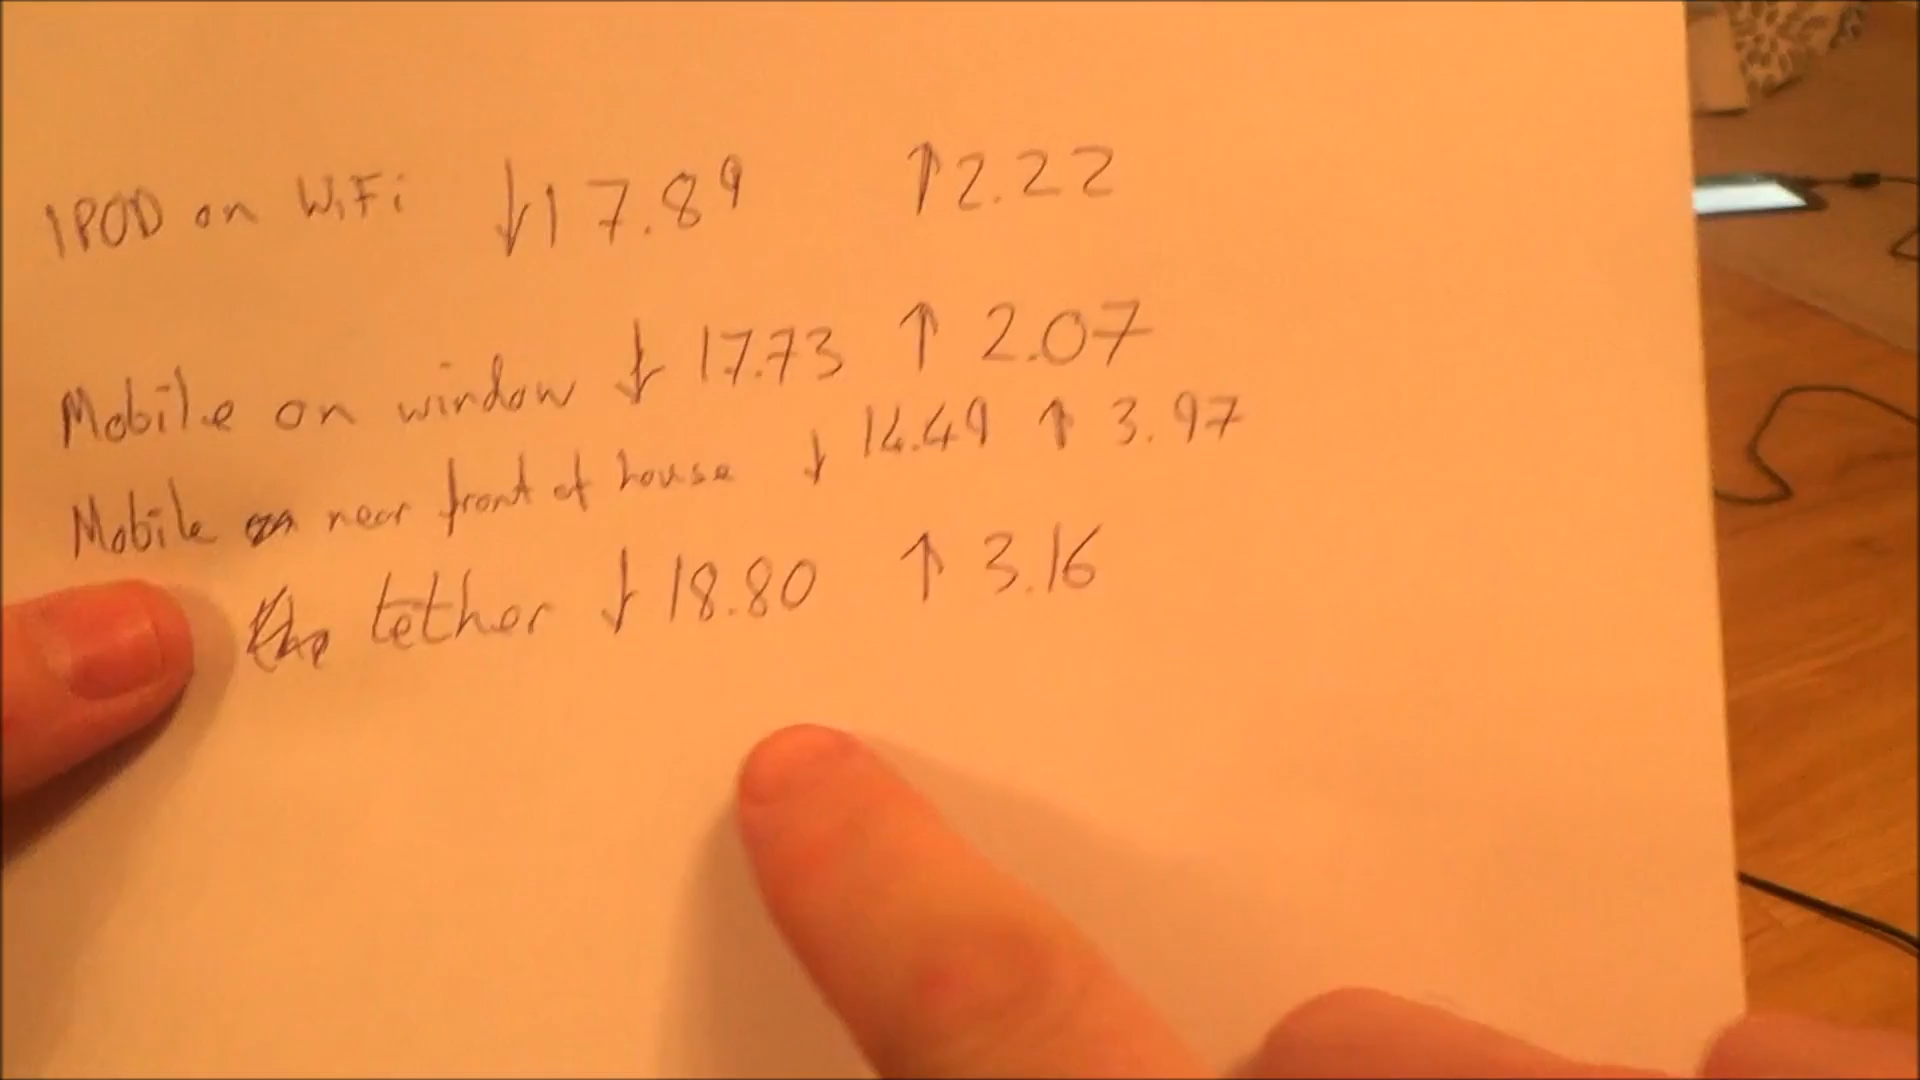 IPOD on WiFi ↓17.89 ↑2.22
Mobile on window ↓ 17.73 ↑ 2.07
Mobile near front of house ↓ 14.49 ↑ 3.97
tether ↓ 18.80 ↑ 3.16